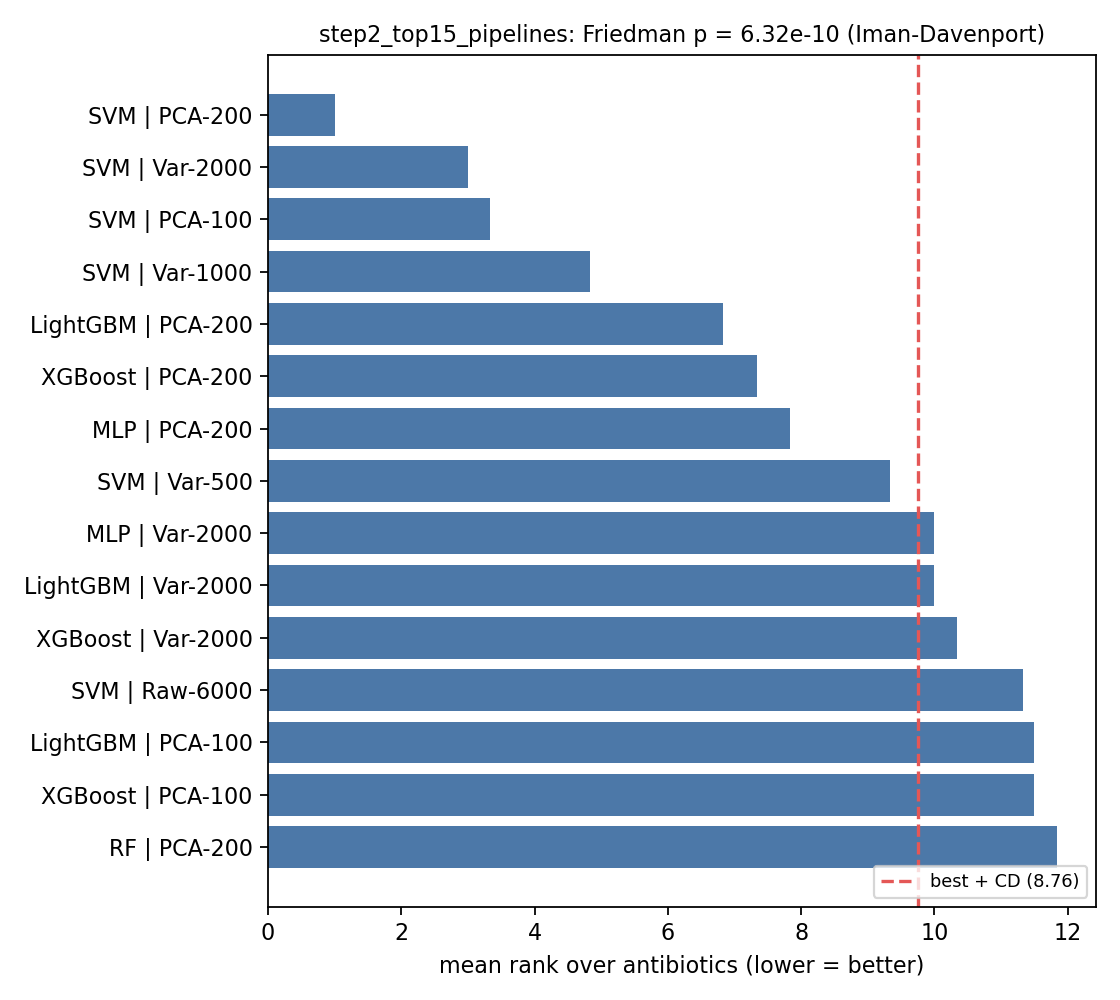 step2_top15_pipelines: Friedman p = 6.32e-10 (Iman-Davenport)
SVM | PCA-200
SVM | Var-2000
SVM | PCA-100
SVM | Var-1000
LightGBM | PCA-200
XGBoost | PCA-200
MLP | PCA-200
SVM | Var-500
MLP | Var-2000
LightGBM | Var-2000
XGBoost | Var-2000
SVM | Raw-6000
LightGBM | PCA-100
XGBoost | PCA-100
RF | PCA-200
best + CD (8.76)
0 2 4 6 8 10 12
mean rank over antibiotics (lower = better)